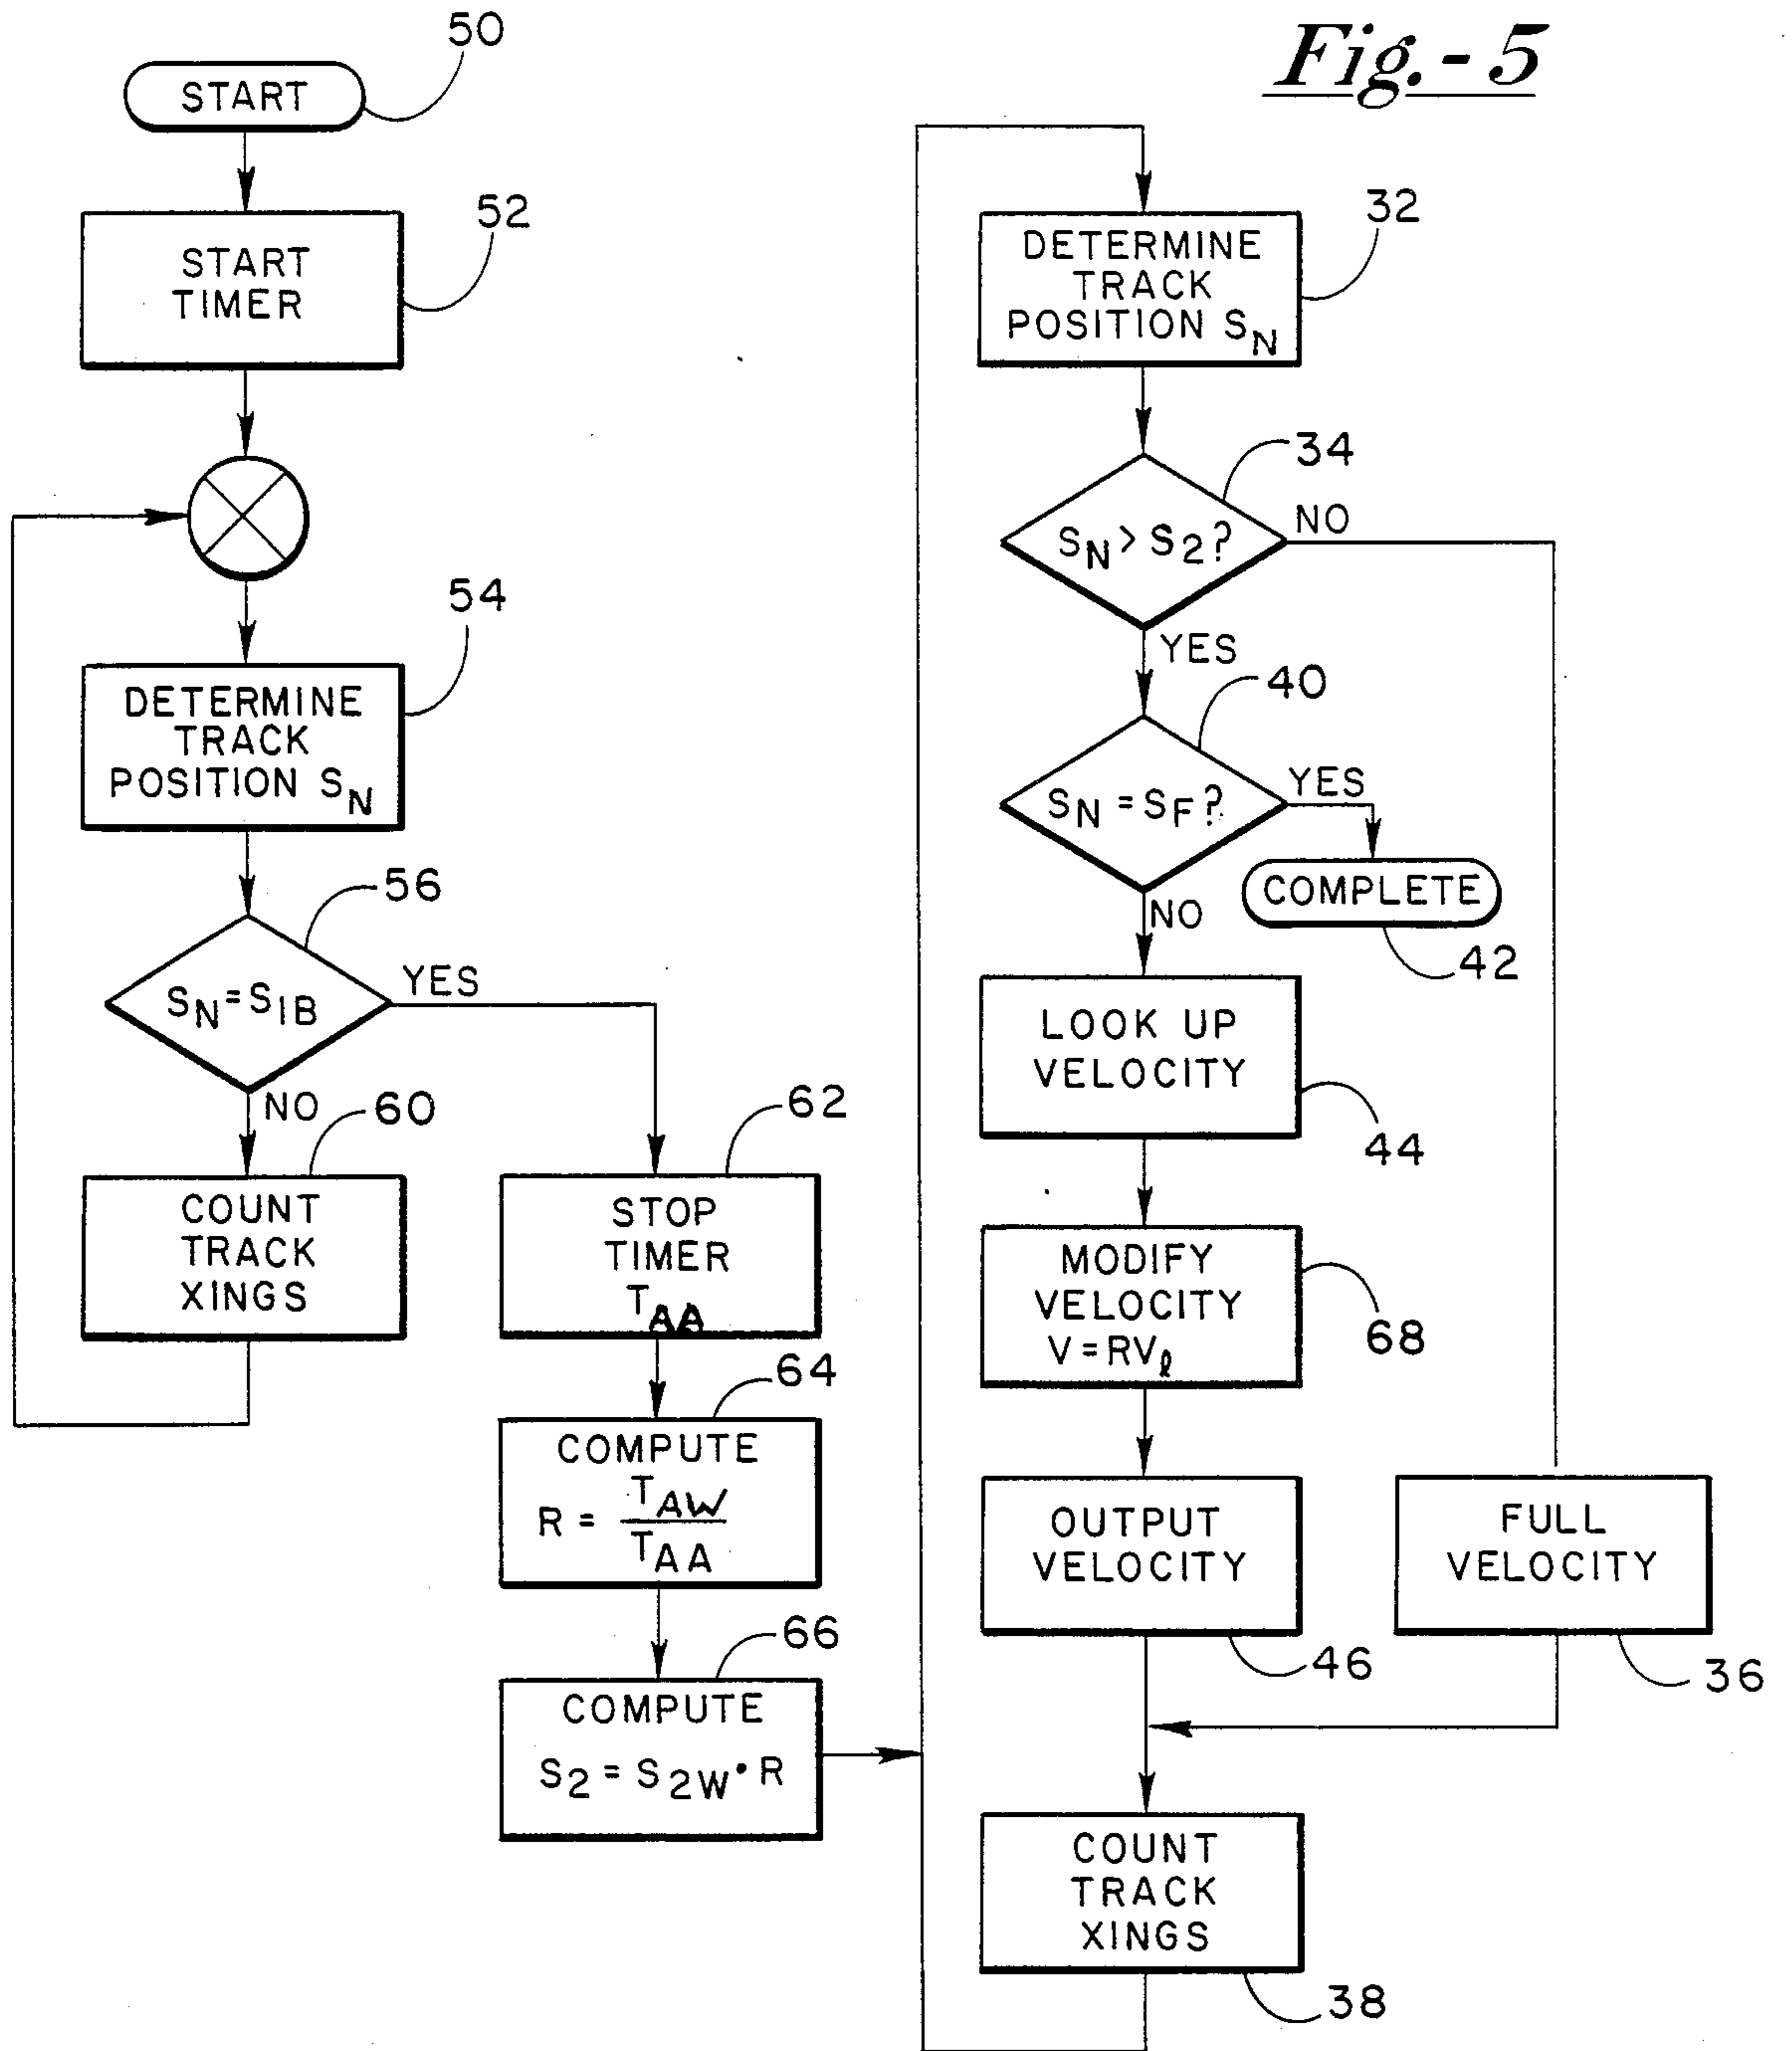 Fig.-5
50
START
52
START
TIMER
54
DETERMINE
TRACK
POSITION SN
56
SN=SIB
YES
NO
60
COUNT
TRACK
XINGS
62
STOP
TIMER
TAA
64
COMPUTE
R = TAW
TAA
66
COMPUTE
S2 = S2W• R
32
DETERMINE
TRACK
POSITION SN
34
SN > S2?
NO
YES
40
SN = SF?
YES
COMPLETE
42
NO
LOOK UP
VELOCITY
44
MODIFY
VELOCITY
V=RVℓ
68
OUTPUT
VELOCITY
46
FULL
VELOCITY
36
COUNT
TRACK
XINGS
38